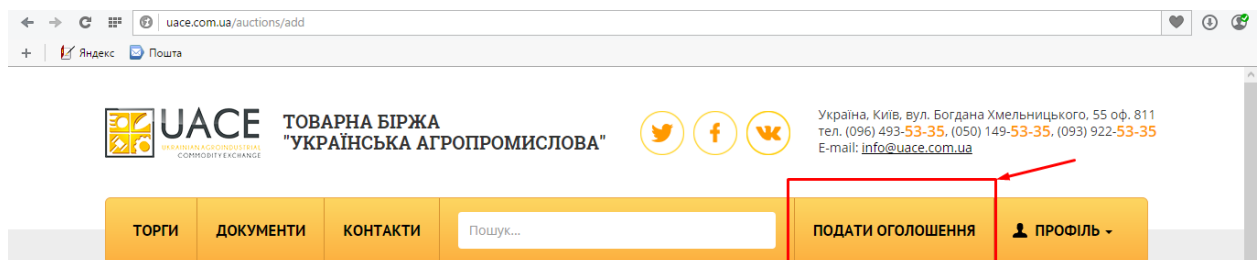 uace.com.ua/auctions/add
Яндекс Пошта
UACE
UKRAINIAN AGROINDUSTRIAL
COMMODITY EXCHANGE
ТОВАРНА БІРЖА
"УКРАЇНСЬКА АГРОПРОМИСЛОВА"
Україна, Київ, вул. Богдана Хмельницького, 55 оф. 811
тел. (096) 493-53-35, (050) 149-53-35, (093) 922-53-35
E-mail: info@uace.com.ua
ТОРГИ ДОКУМЕНТИ КОНТАКТИ Пошук... ПОДАТИ ОГОЛОШЕННЯ ПРОФІЛЬ